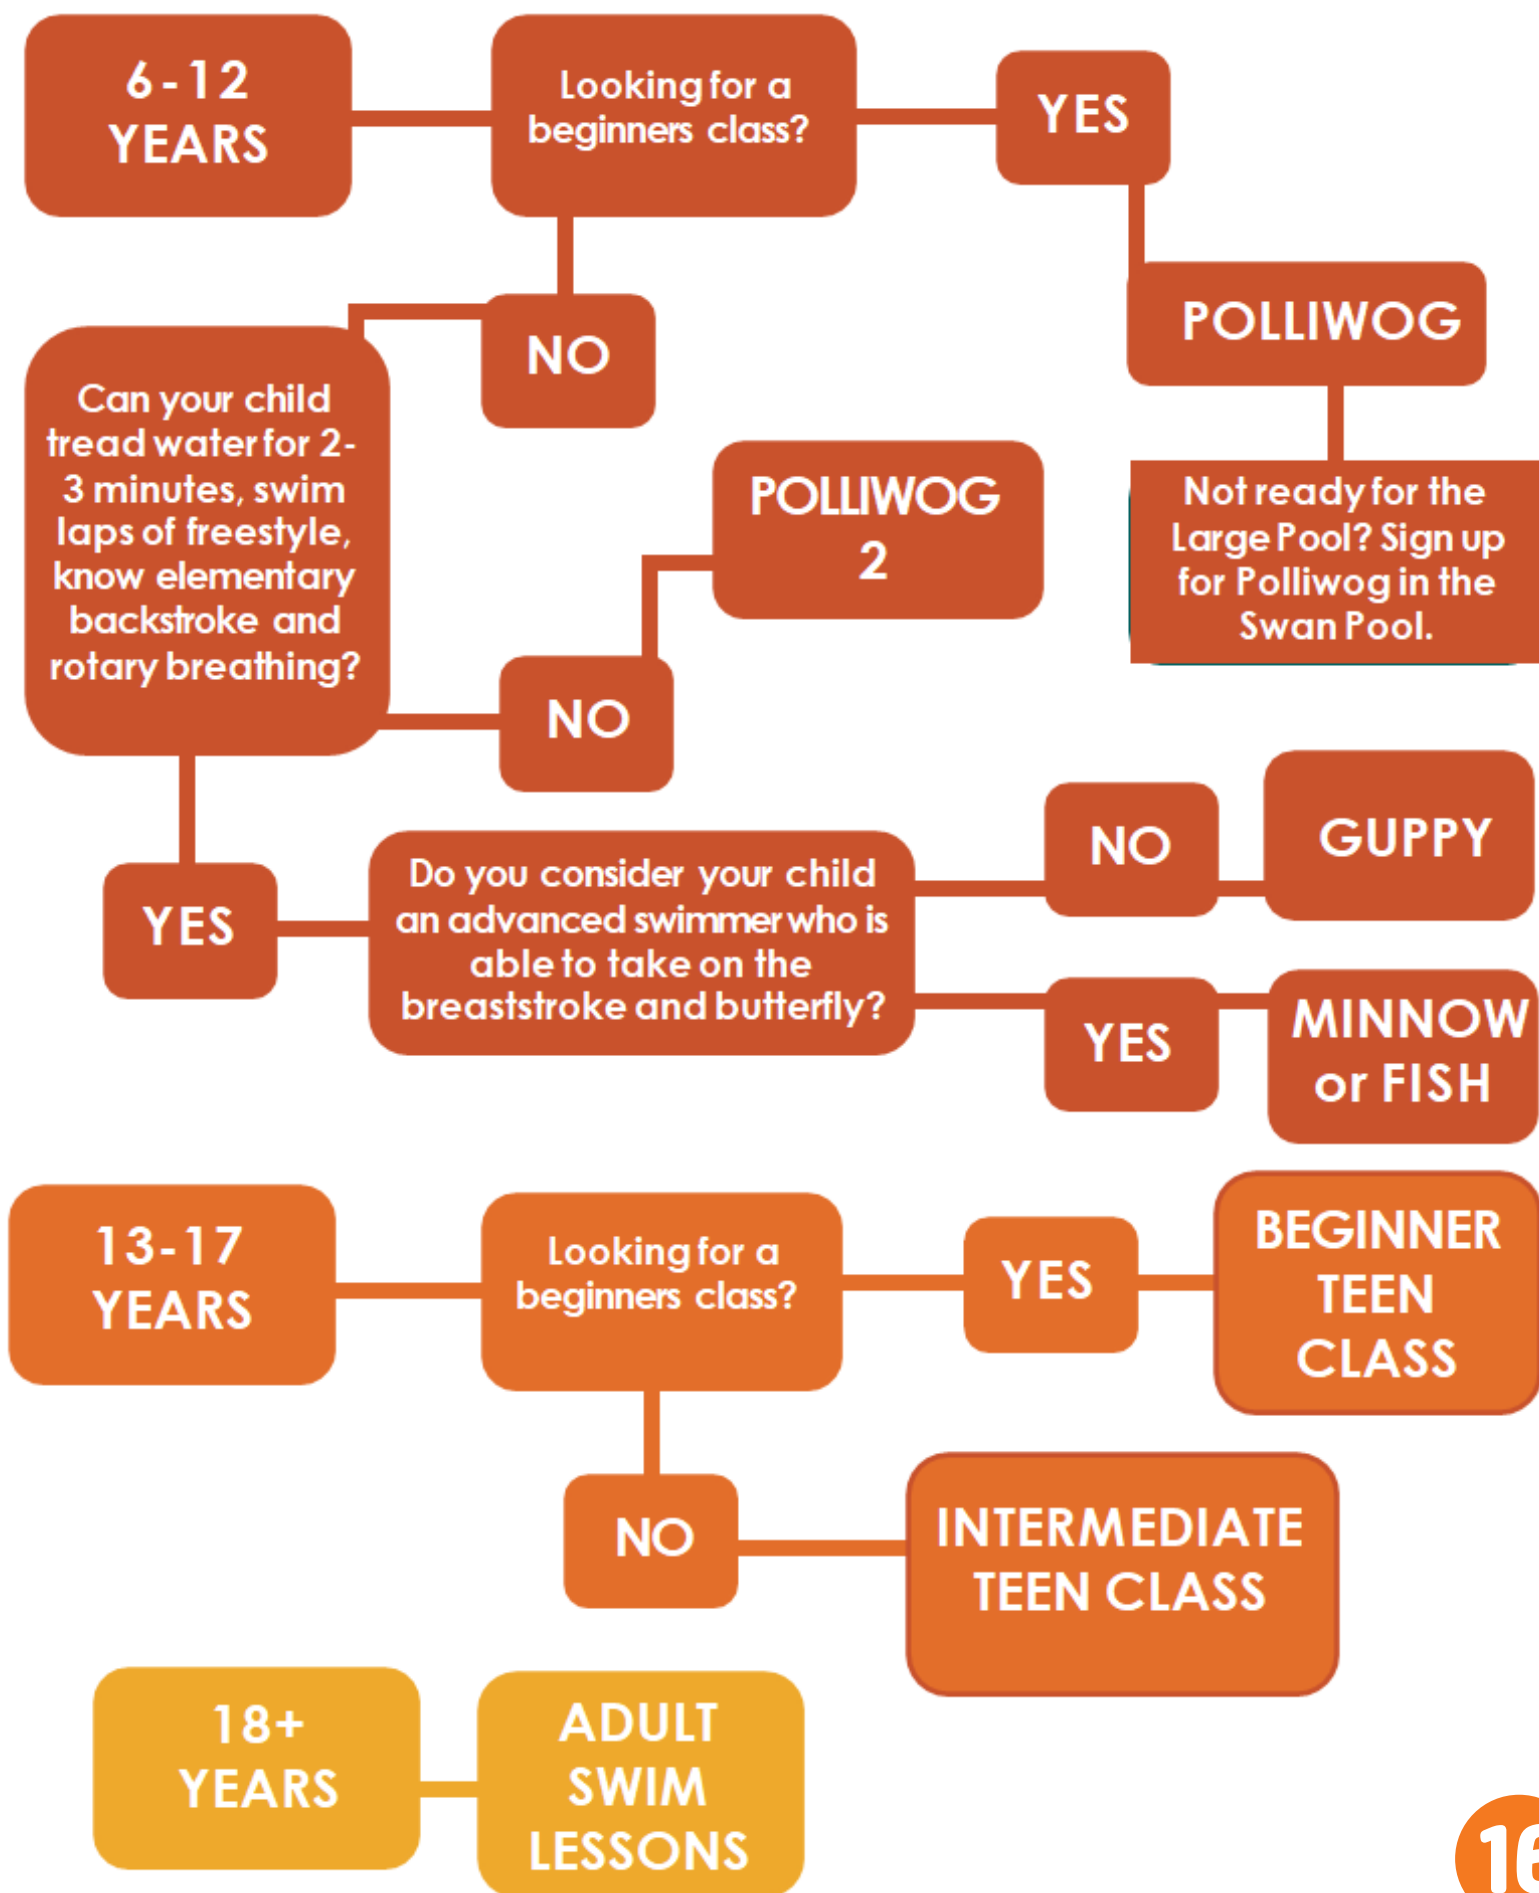 6-12
YEARS
Looking for a
beginners class?
YES
POLLIWOG
Not ready for the
Large Pool? Sign up
for Polliwog in the
Swan Pool.
NO
Can your child
tread water for 2-
3 minutes, swim
laps of freestyle,
know elementary
backstroke and
rotary breathing?
NO
POLLIWOG
2
YES
Do you consider your child
an advanced swimmer who is
able to take on the
breaststroke and butterfly?
NO
GUPPY
YES
MINNOW
or FISH
13-17
YEARS
Looking for a
beginners class?
YES
BEGINNER
TEEN
CLASS
NO
INTERMEDIATE
TEEN CLASS
18+
YEARS
ADULT
SWIM
LESSONS
16